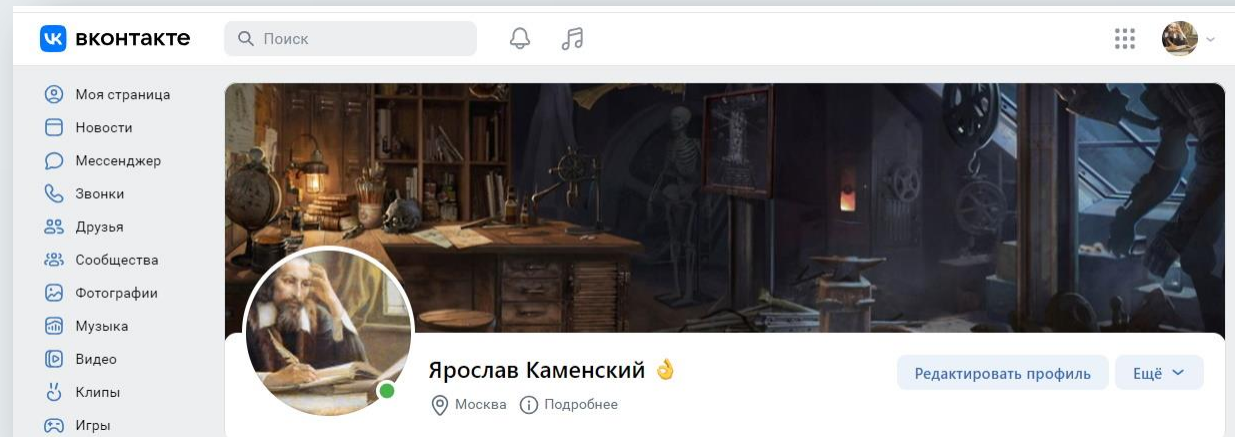 вконтакте
Поиск
Моя страница
Новости
Мессенджер
Звонки
Друзья
Сообщества
Фотографии
Музыка
Видео
Клипы
Игры
Ярослав Каменский 👌
Москва Подробнее
Редактировать профиль
Ещё